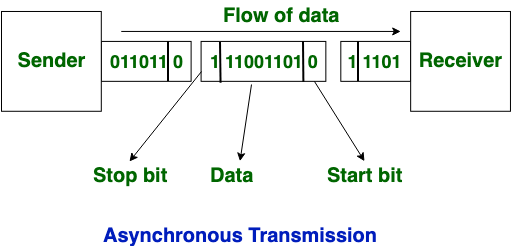 Flow of data
Sender
011011 0
1 11001101 0
1 1101
Receiver
Stop bit
Data
Start bit
Asynchronous Transmission